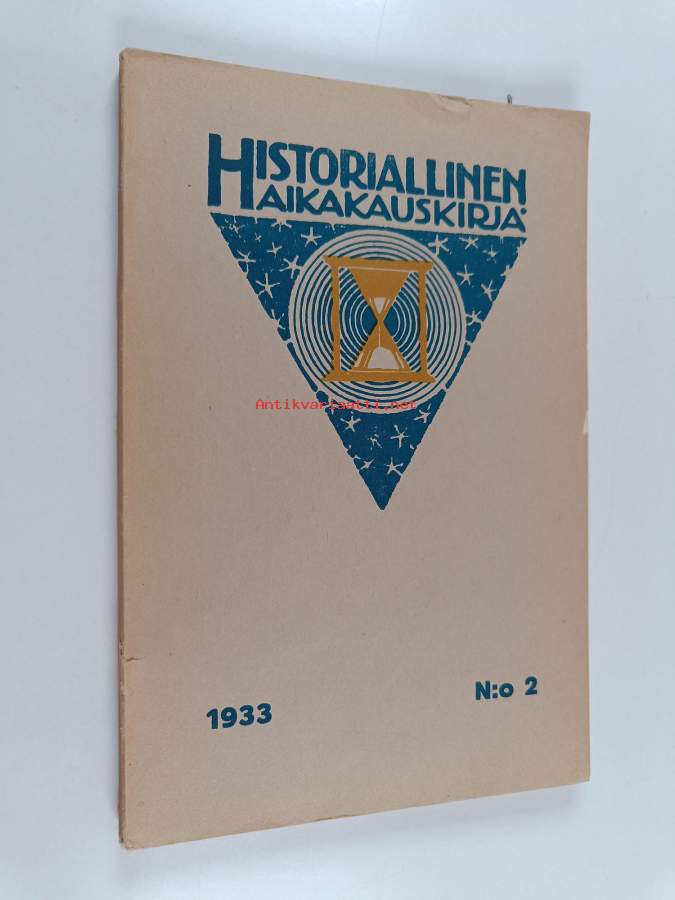 HISTORIALLINEN
AIKAKAUSKIRJA
Antikvariaatti.net
1933
N:o 2